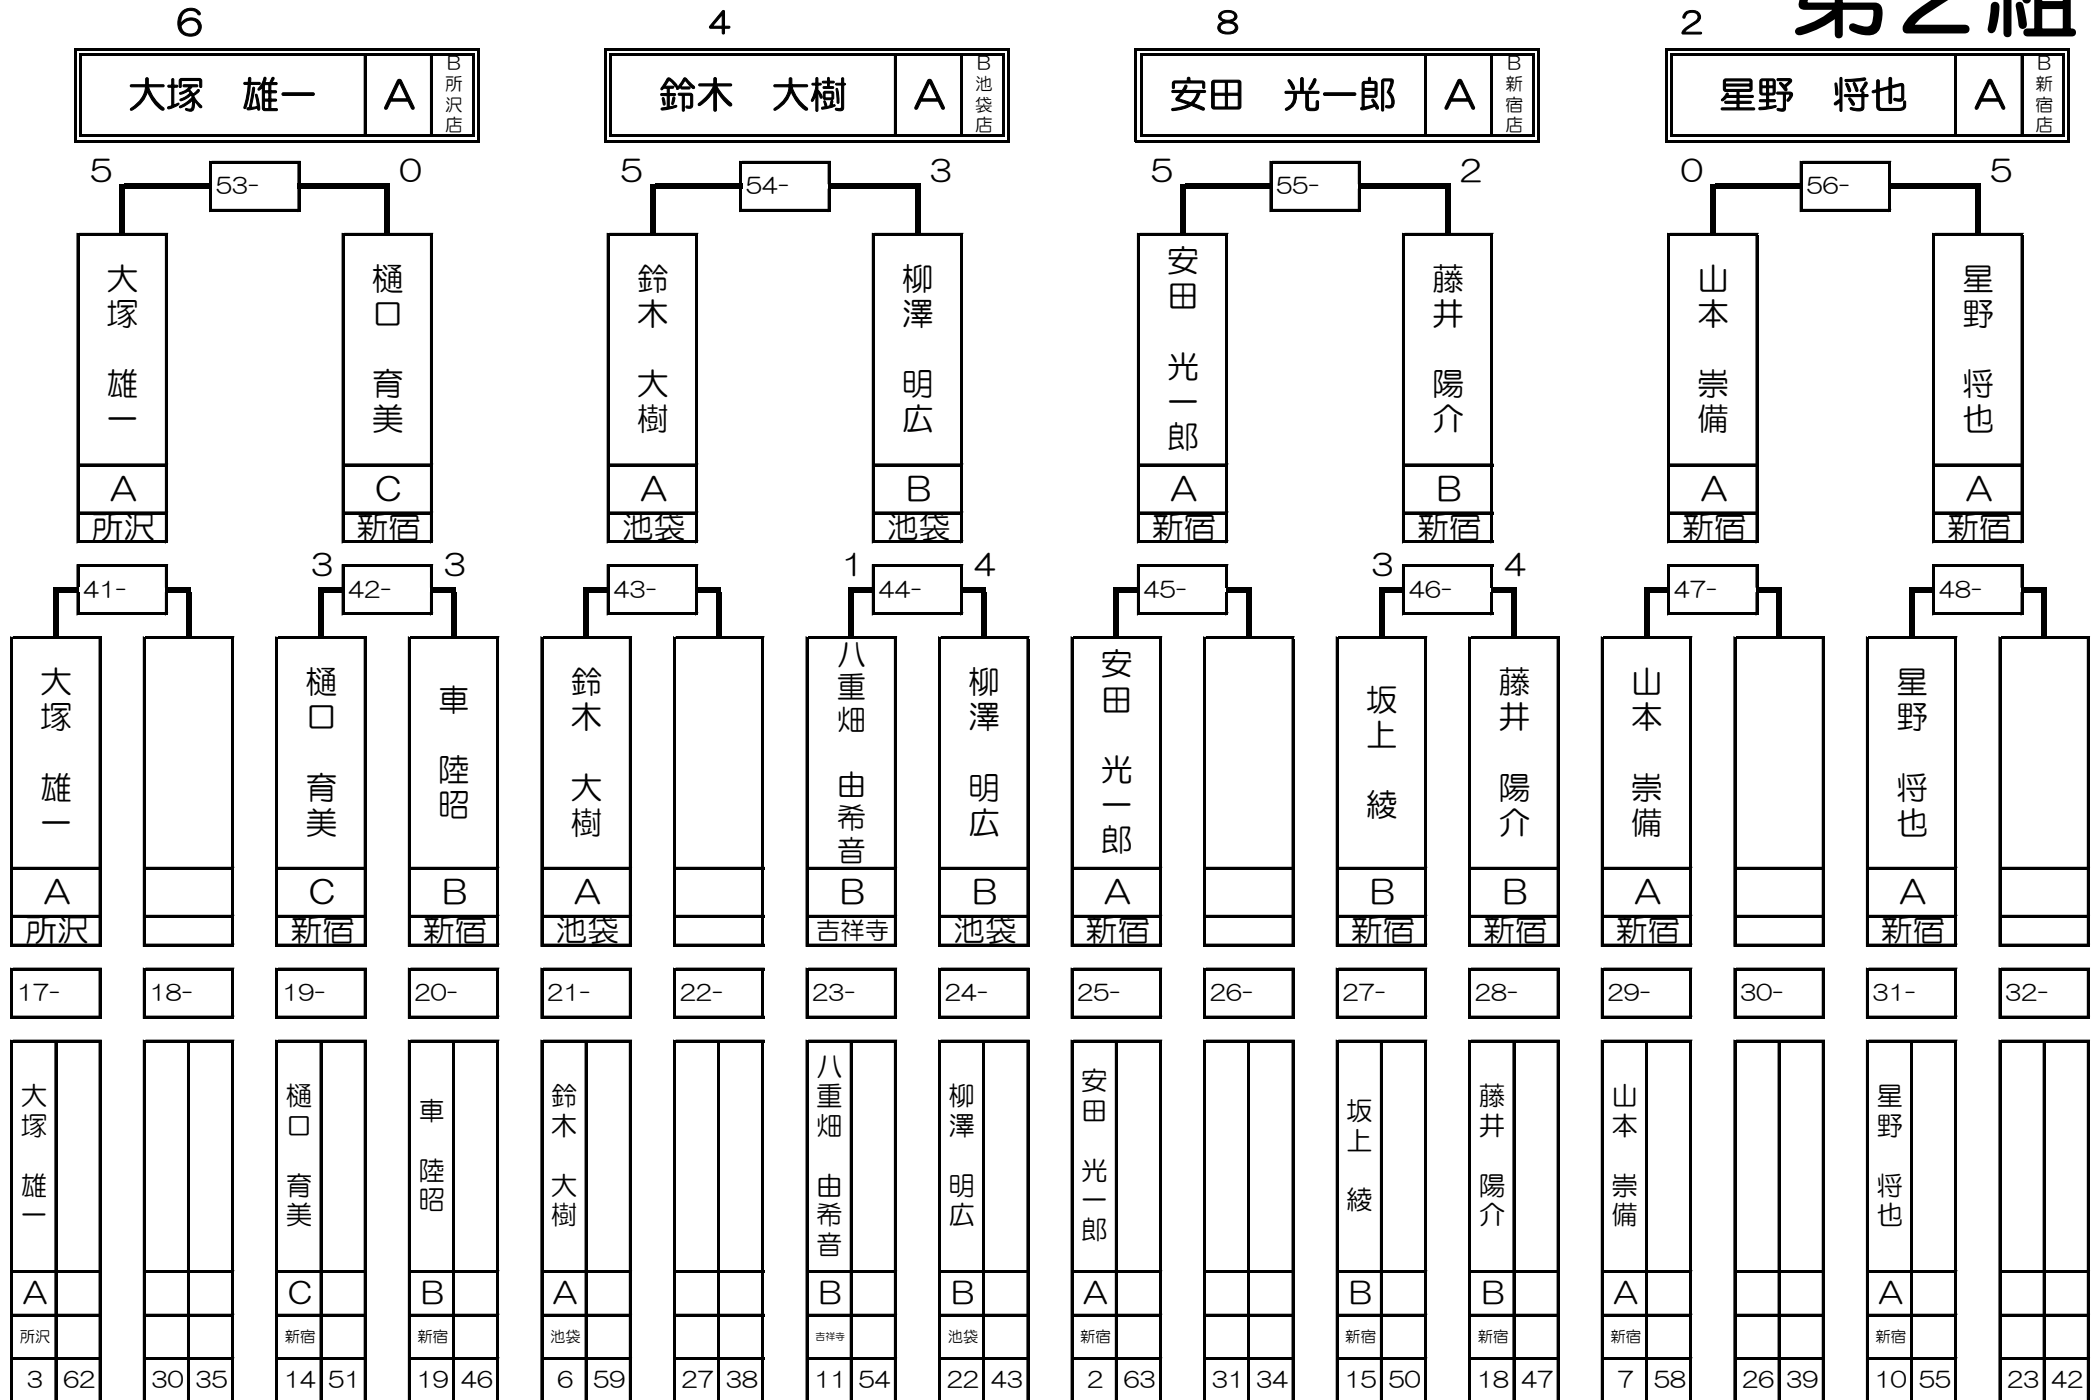 第2組
6 4 8 2
大塚　雄一 A B所沢店 鈴木　大樹 A B池袋店 安田　光一郎 A B新宿店 星野　将也 A B新宿店
5 53- 0 5 54- 3 5 55- 2 0 56- 5
大塚　雄一 樋口　育美 鈴木　大樹 柳澤　明広 安田　光一郎 藤井　陽介 山本　崇備 星野　将也
A C A B A B A A
所沢 新宿 池袋 池袋 新宿 新宿 新宿 新宿
41- 3 42- 3 43- 1 44- 4 45- 3 46- 4 47- 48-
大塚　雄一 樋口　育美 車　陸昭 鈴木　大樹 八重畑　由希音 柳澤　明広 安田　光一郎 坂上　綾 藤井　陽介 山本　崇備 星野　将也
A C B A B B A B B A A
所沢 新宿 新宿 池袋 吉祥寺 池袋 新宿 新宿 新宿 新宿 新宿
17- 18- 19- 20- 21- 22- 23- 24- 25- 26- 27- 28- 29- 30- 31- 32-
大塚　雄一 樋口　育美 車　陸昭 鈴木　大樹 八重畑　由希音 柳澤　明広 安田　光一郎 坂上　綾 藤井　陽介 山本　崇備 星野　将也
A C B A B B A B B A A
所沢 新宿 新宿 池袋 吉祥寺 池袋 新宿 新宿 新宿 新宿 新宿
3 62 30 35 14 51 19 46 6 59 27 38 11 54 22 43 2 63 31 34 15 50 18 47 7 58 26 39 10 55 23 42